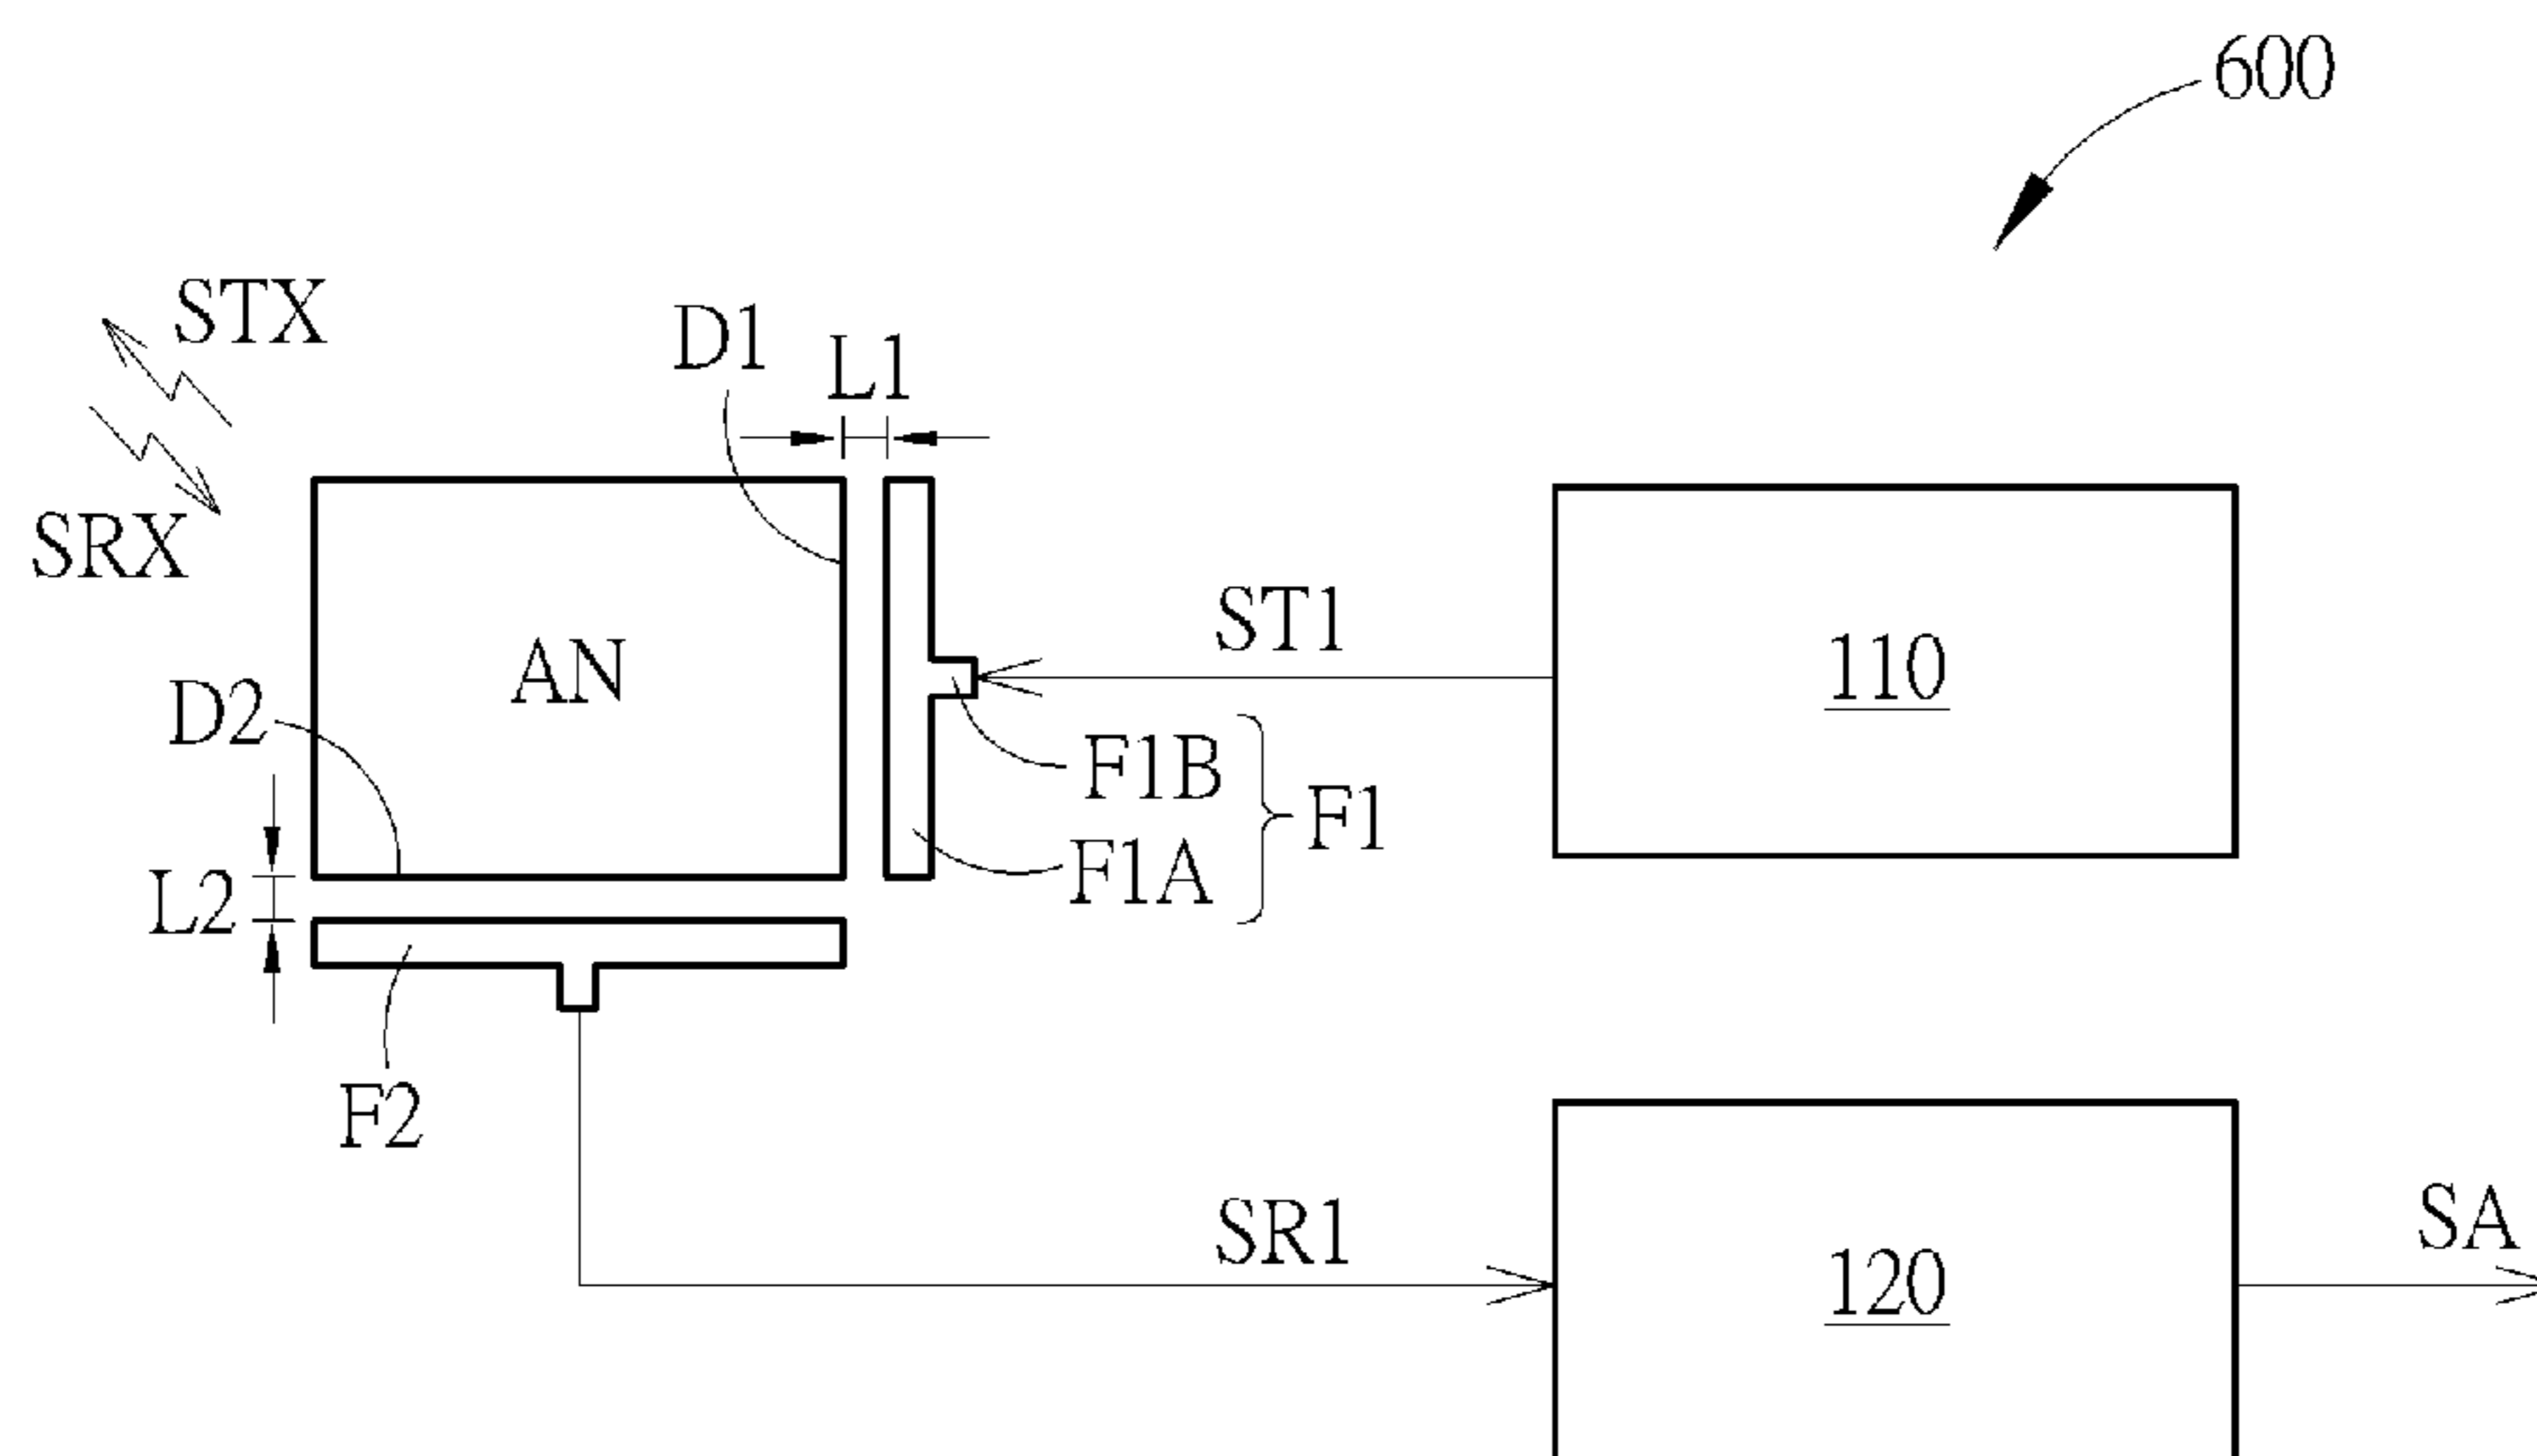 600
STX
D1
L1
SRX
ST1
AN
110
D2
F1B
F1
F1A
L2
F2
SR1
SA
120